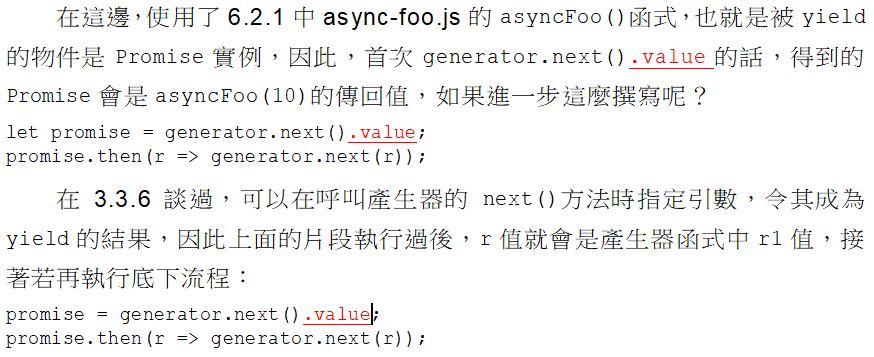 在這邊，使用了 6.2.1 中 async-foo.js 的 asyncFoo()函式，也就是被 yield
的物件是 Promise 實例，因此，首次 generator.next().value 的話，得到的
Promise 會是 asyncFoo(10)的傳回值，如果進一步這麼撰寫呢？
let promise = generator.next().value;
promise.then(r => generator.next(r));
在 3.3.6 談過，可以在呼叫產生器的 next()方法時指定引數，令其成為
yield 的結果，因此上面的片段執行過後，r 值就會是產生器函式中 r1 值，接
著若再執行底下流程：
promise = generator.next().value;
promise.then(r => generator.next(r));